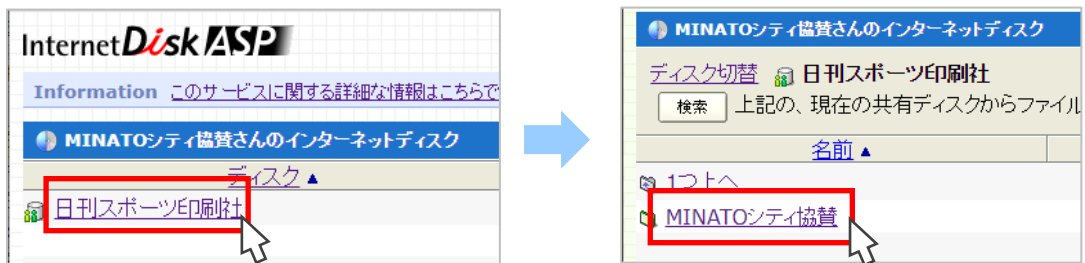 InternetDisk ASP
Information このサービスに関する詳細な情報はこちらで
MINATOシティ協賛さんのインターネットディスク
ディスク ▲
日刊スポーツ印刷社
MINATOシティ協賛さんのインターネットディスク
ディスク切替 日刊スポーツ印刷社
検索 上記の、現在の共有ディスクからファイル
名前 ▲
1つ上へ
MINATOシティ協賛